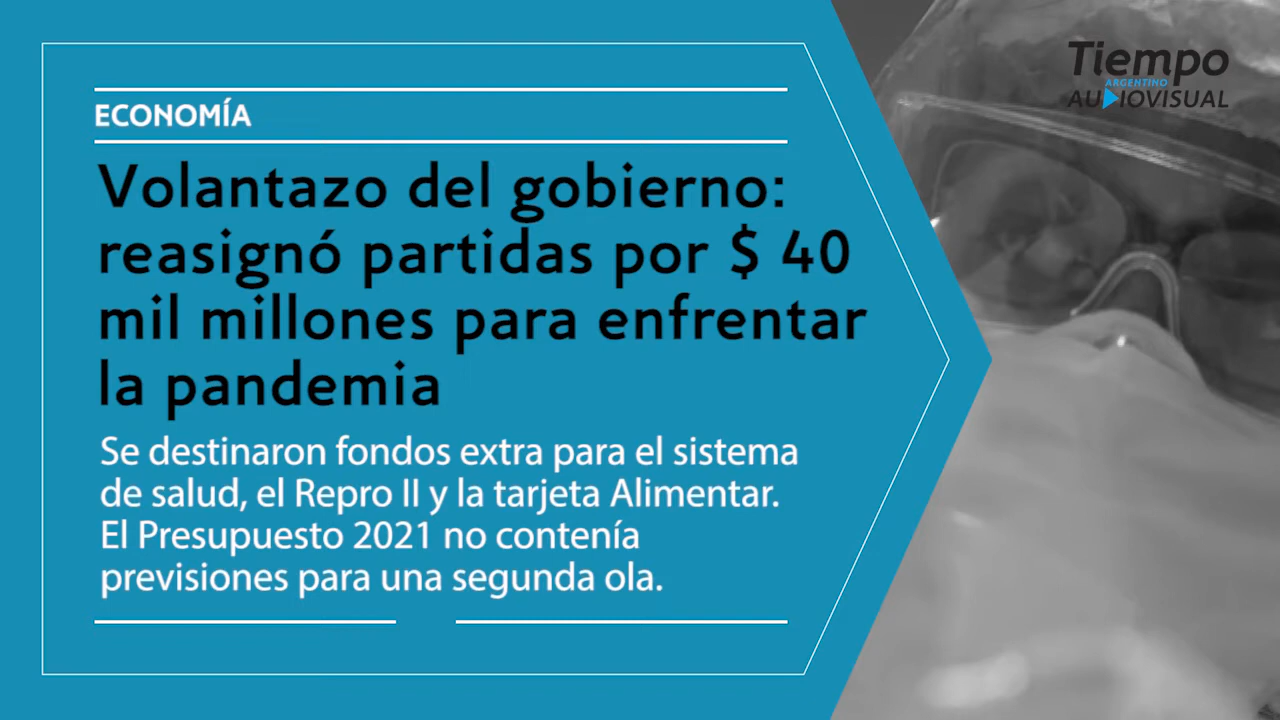 Tiempo
ARGENTINO
AUDIOVISUAL
ECONOMÍA
Volantazo del gobierno:
reasignó partidas por $ 40
mil millones para enfrentar
la pandemia
Se destinaron fondos extra para el sistema
de salud, el Repro II y la tarjeta Alimentar.
El Presupuesto 2021 no contenía
previsiones para una segunda ola.